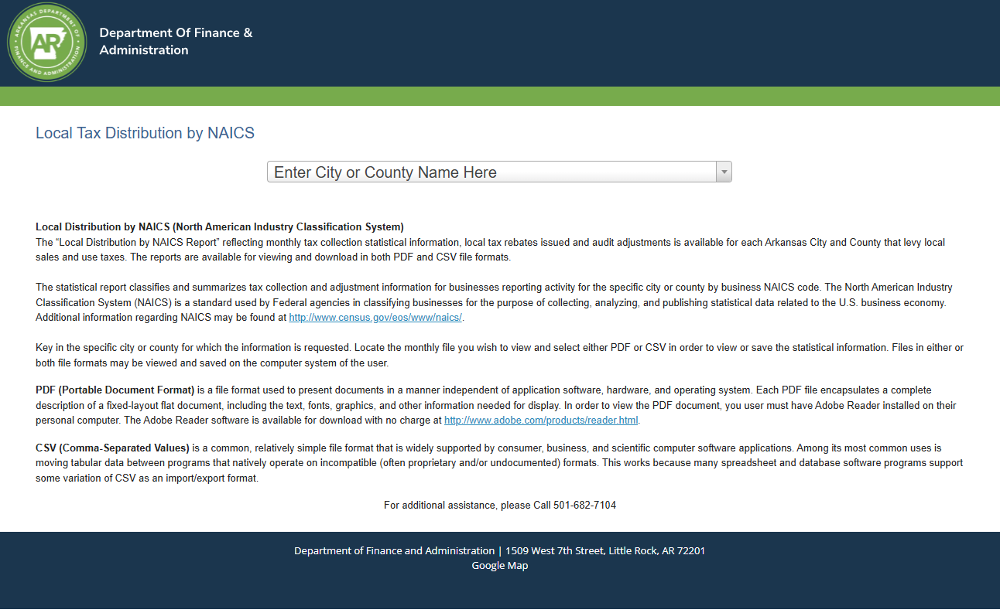 ARKANSAS DEPARTMENT OF
FINANCE AND ADMINISTRATION
AR
Department Of Finance &
Administration
Local Tax Distribution by NAICS
Enter City or County Name Here
Local Distribution by NAICS (North American Industry Classification System)
The “Local Distribution by NAICS Report” reflecting monthly tax collection statistical information, local tax rebates issued and audit adjustments is available for each Arkansas City and County that levy local
sales and use taxes. The reports are available for viewing and download in both PDF and CSV file formats.
The statistical report classifies and summarizes tax collection and adjustment information for businesses reporting activity for the specific city or county by business NAICS code. The North American Industry
Classification System (NAICS) is a standard used by Federal agencies in classifying businesses for the purpose of collecting, analyzing, and publishing statistical data related to the U.S. business economy.
Additional information regarding NAICS may be found at http://www.census.gov/eos/www/naics/.
Key in the specific city or county for which the information is requested. Locate the monthly file you wish to view and select either PDF or CSV in order to view or save the statistical information. Files in either or
both file formats may be viewed and saved on the computer system of the user.
PDF (Portable Document Format) is a file format used to present documents in a manner independent of application software, hardware, and operating system. Each PDF file encapsulates a complete
description of a fixed-layout flat document, including the text, fonts, graphics, and other information needed for display. In order to view the PDF document, you user must have Adobe Reader installed on their
personal computer. The Adobe Reader software is available for download with no charge at http://www.adobe.com/products/reader.html.
CSV (Comma-Separated Values) is a common, relatively simple file format that is widely supported by consumer, business, and scientific computer software applications. Among its most common uses is
moving tabular data between programs that natively operate on incompatible (often proprietary and/or undocumented) formats. This works because many spreadsheet and database software programs support
some variation of CSV as an import/export format.
For additional assistance, please Call 501-682-7104
Department of Finance and Administration | 1509 West 7th Street, Little Rock, AR 72201
Google Map